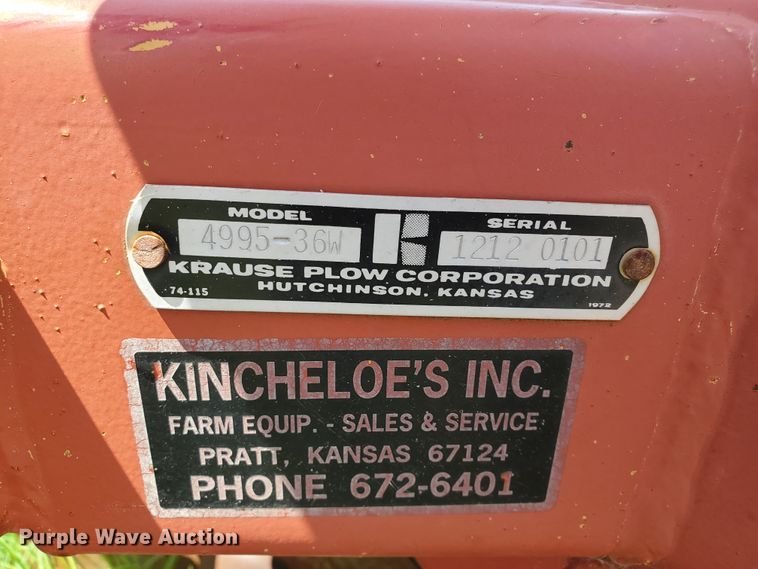 MODEL SERIAL
4995-36W 1212 0101
KRAUSE PLOW CORPORATION
HUTCHINSON, KANSAS
74-115 1972
KINCHELOE'S INC.
FARM EQUIP. - SALES & SERVICE
PRATT, KANSAS 67124
PHONE 672-6401
Purple Wave Auction